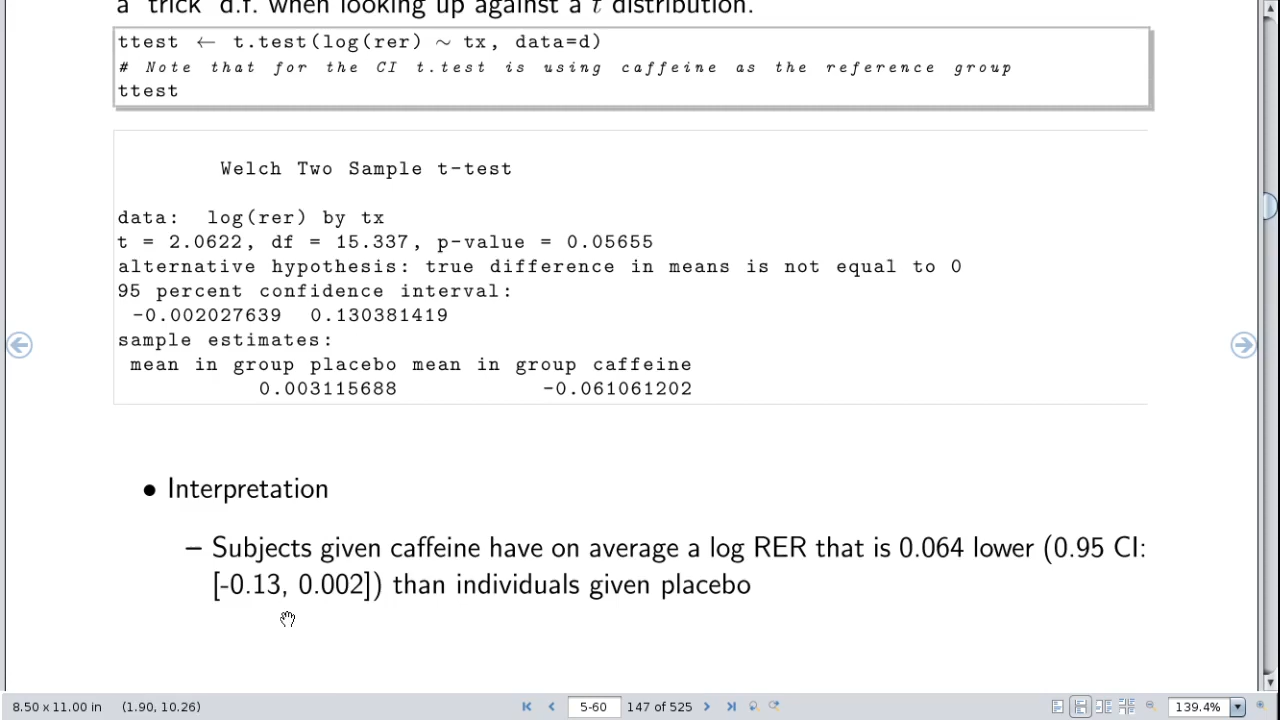 a "trick" d.f. when looking up against a t distribution.
ttest ← t.test(log(rer) ~ tx, data=d)
# Note that for the CI t.test is using caffeine as the reference group
ttest
Welch Two Sample t-test
data: log(rer) by tx
t = 2.0622, df = 15.337, p-value = 0.05655
alternative hypothesis: true difference in means is not equal to 0
95 percent confidence interval:
-0.002027639 0.130381419
sample estimates:
mean in group placebo mean in group caffeine
0.003115688 -0.061061202
• Interpretation
– Subjects given caffeine have on average a log RER that is 0.064 lower (0.95 CI:
[-0.13, 0.002]) than individuals given placebo
8.50 x 11.00 in (1.90, 10.26) 5-60 147 of 525 139.4%